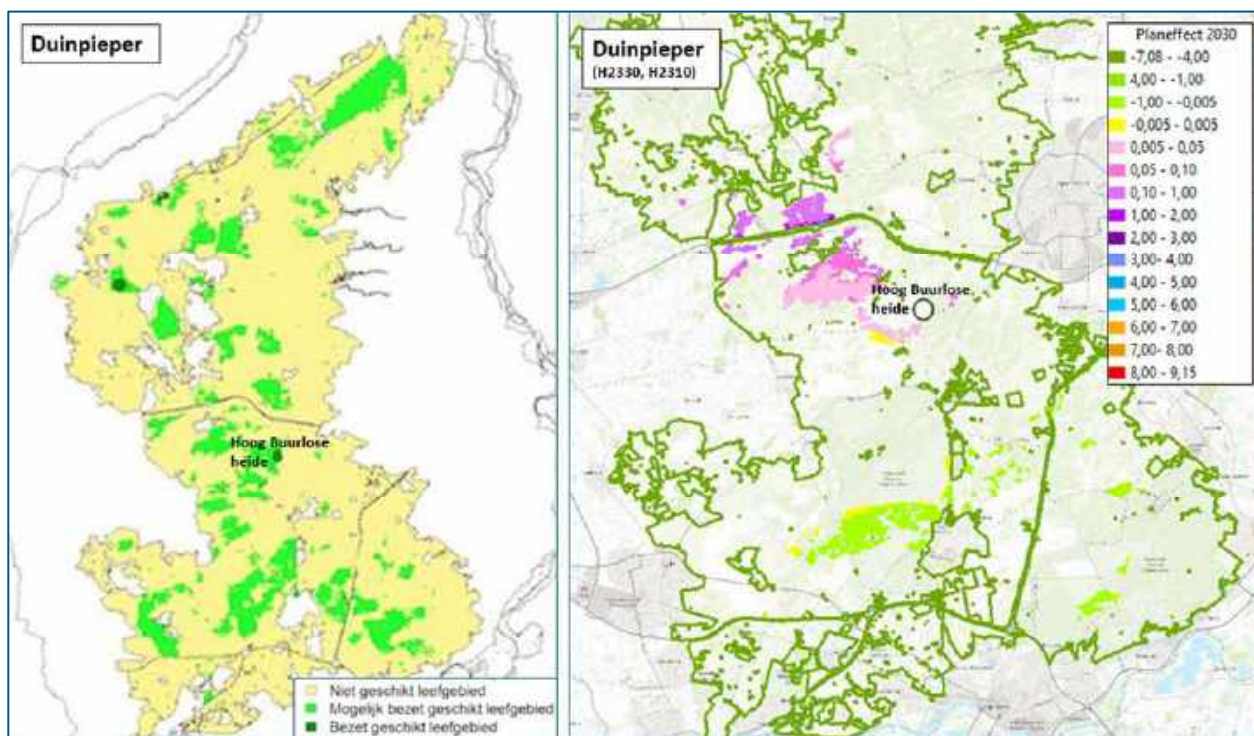 Duinpieper
Hoog Buurlose
heide
Niet geschikt leefgebied
Mogelijk bezet geschikt leefgebied
Bezet geschikt leefgebied
Duinpieper
(H2330, H2310)
Hoog Buurlose
heide
Planeffect 2030
-7,08 - -4,00
4,00 - -1,00
-1,00 - -0,005
-0,005 - 0,005
0,005 - 0,05
0,05 - 0,10
0,10 - 1,00
1,00 - 2,00
2,00 - 3,00
3,00 - 4,00
4,00 - 5,00
5,00 - 6,00
6,00 - 7,00
7,00- 8,00
8,00 - 9,15